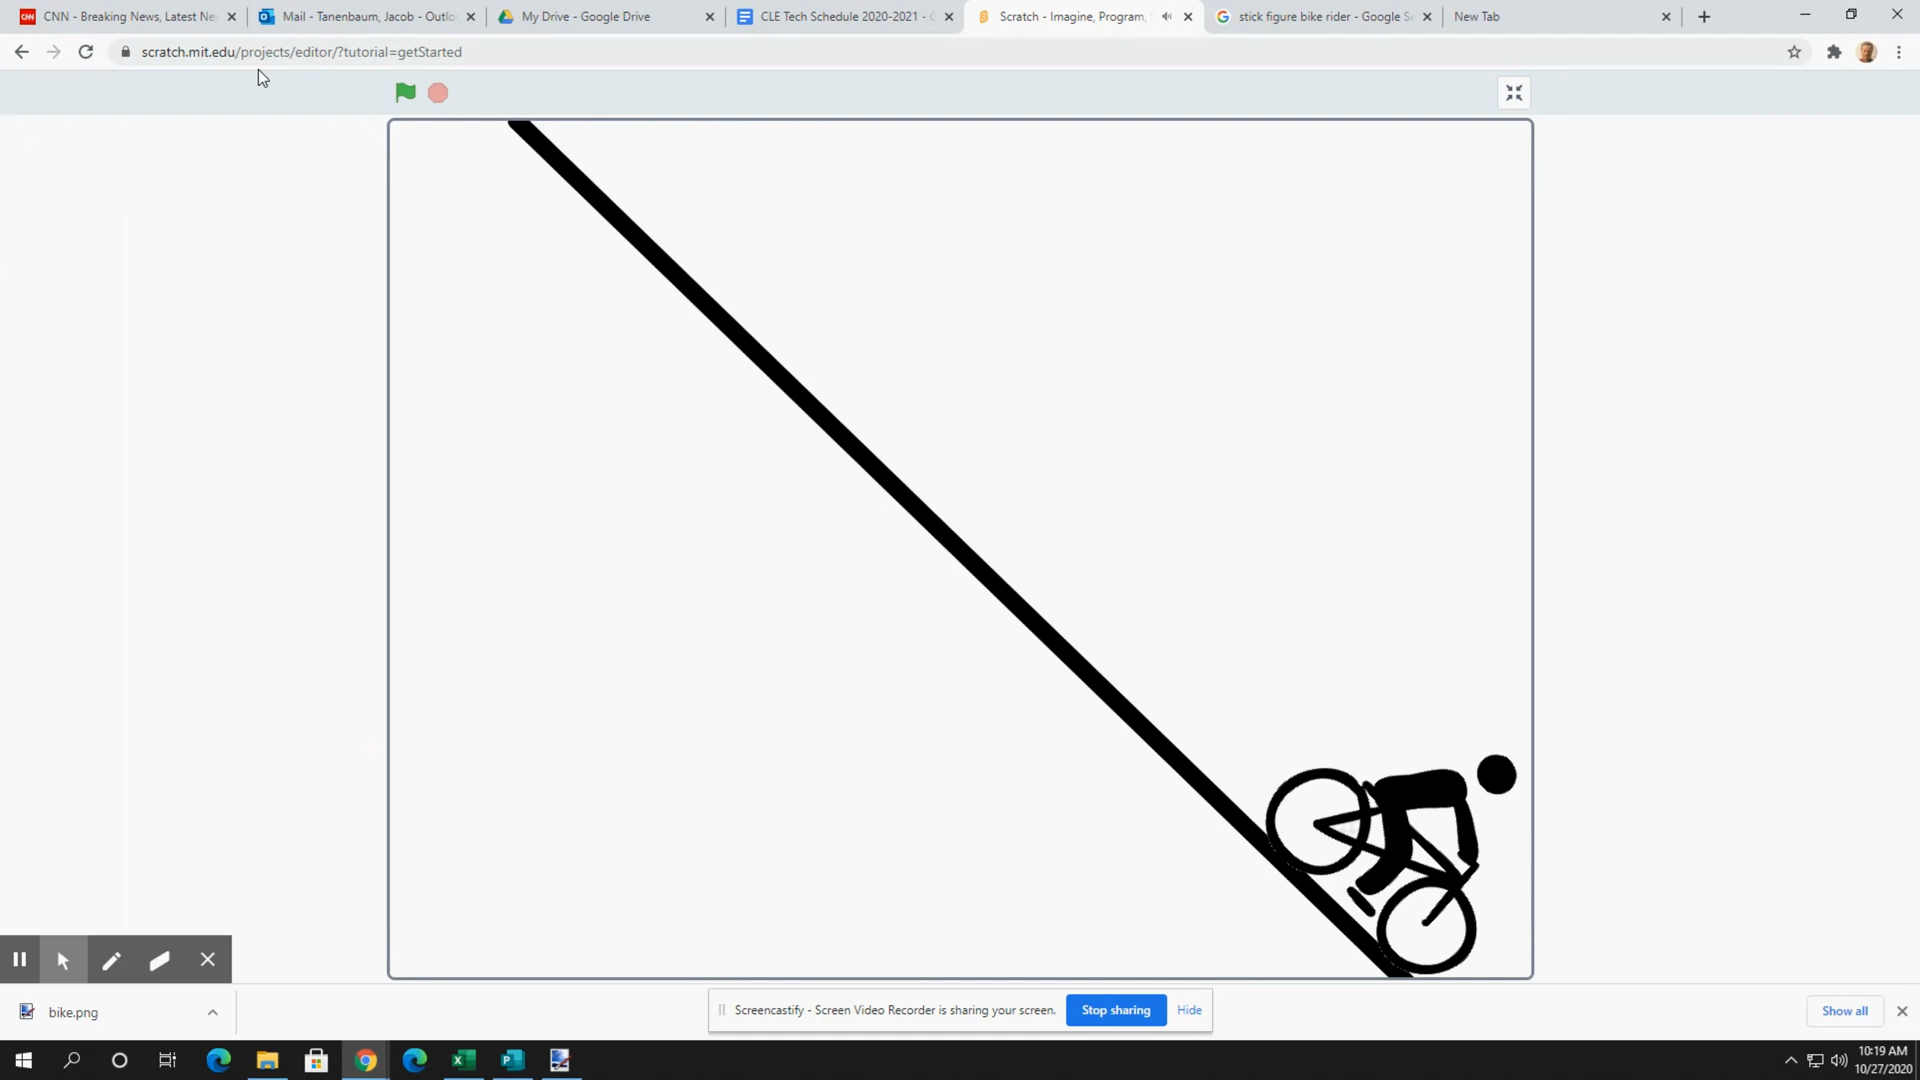 CNN - Breaking News, Latest Ne
Mail - Tanenbaum, Jacob - Outlo
My Drive - Google Drive
CLE Tech Schedule 2020-2021 - G
Scratch - Imagine, Program,
stick figure bike rider - Google Se
New Tab
scratch.mit.edu/projects/editor/?tutorial=getStarted
bike.png
Screencastify - Screen Video Recorder is sharing your screen.
Stop sharing
Hide
Show all
10:19 AM
10/27/2020